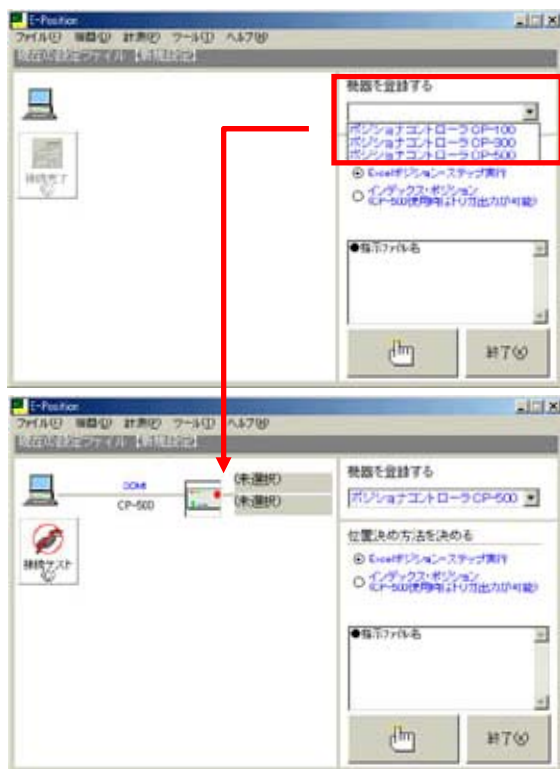 E-Position
ファイル(F) 機器(D) 計測(C) ツール(T) ヘルプ(H)
現在の設定ファイル【新規設定】
機器を登録する
ポジショナコントローラ CP-100
ポジショナコントローラ CP-300
ポジショナコントローラ CP-500
接続完了
Excelポジション・ステップ実行
インデックス・ポジション
(CP-500使用時はトリガ出力が可能)
●指示ファイル名
終了(X)
E-Position
ファイル(F) 機器(D) 計測(C) ツール(T) ヘルプ(H)
現在の設定ファイル【新規設定】
COM1
CP-500
(未選択)
(未選択)
接続テスト
機器を登録する
ポジショナコントローラ CP-500
位置決め方法を決める
Excelポジション・ステップ実行
インデックス・ポジション
(CP-500使用時はトリガ出力が可能)
●指示ファイル名
終了(X)